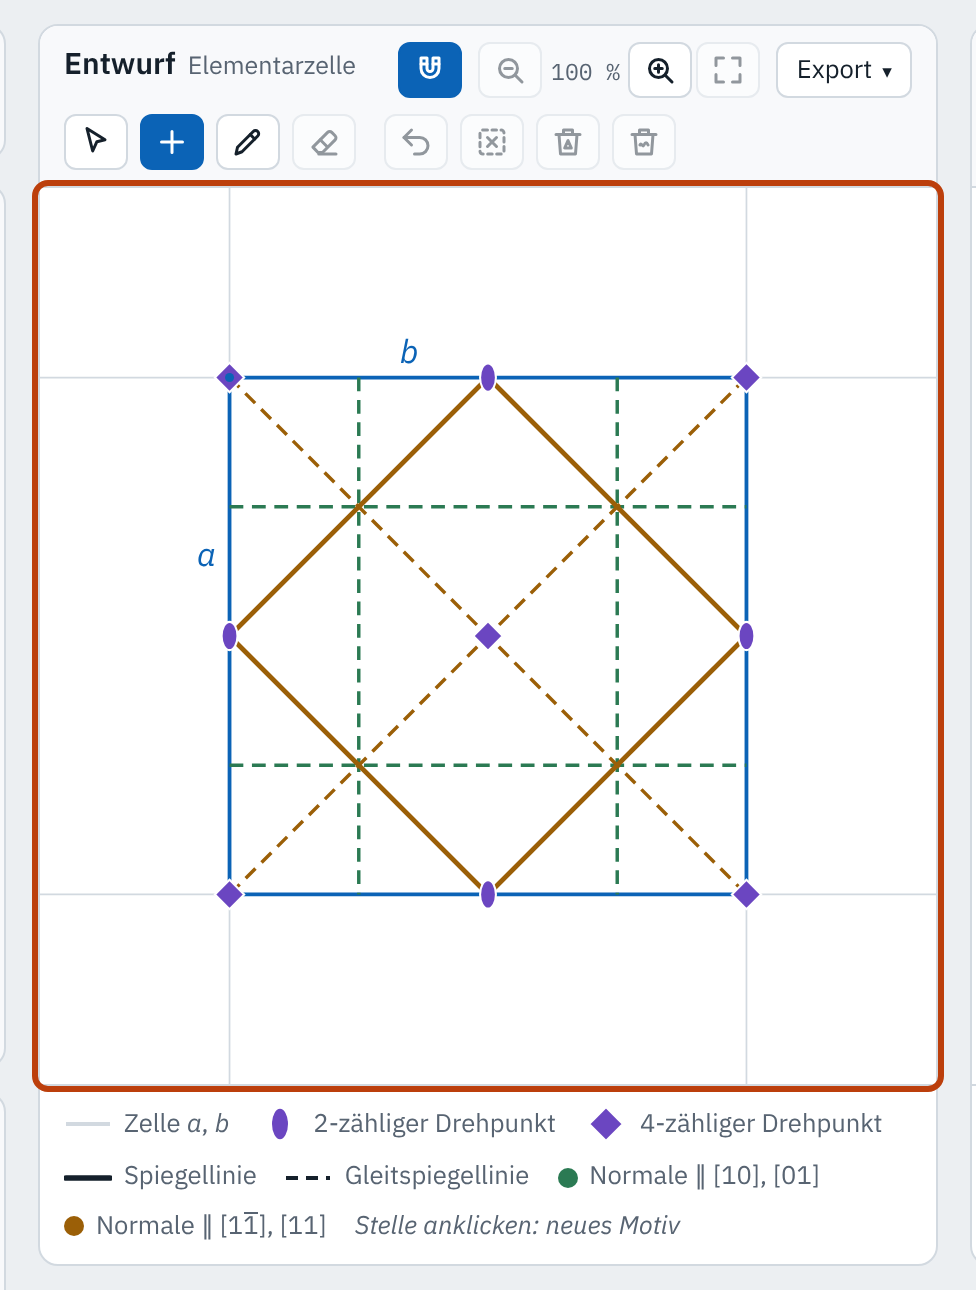 Entwurf Elementarzelle 100 % Export ▾
b
a
Zelle a, b 2-zähliger Drehpunkt 4-zähliger Drehpunkt
Spiegellinie Gleitspiegellinie Normale ∥ [10], [01]
Normale ∥ [11̅], [11] Stelle anklicken: neues Motiv